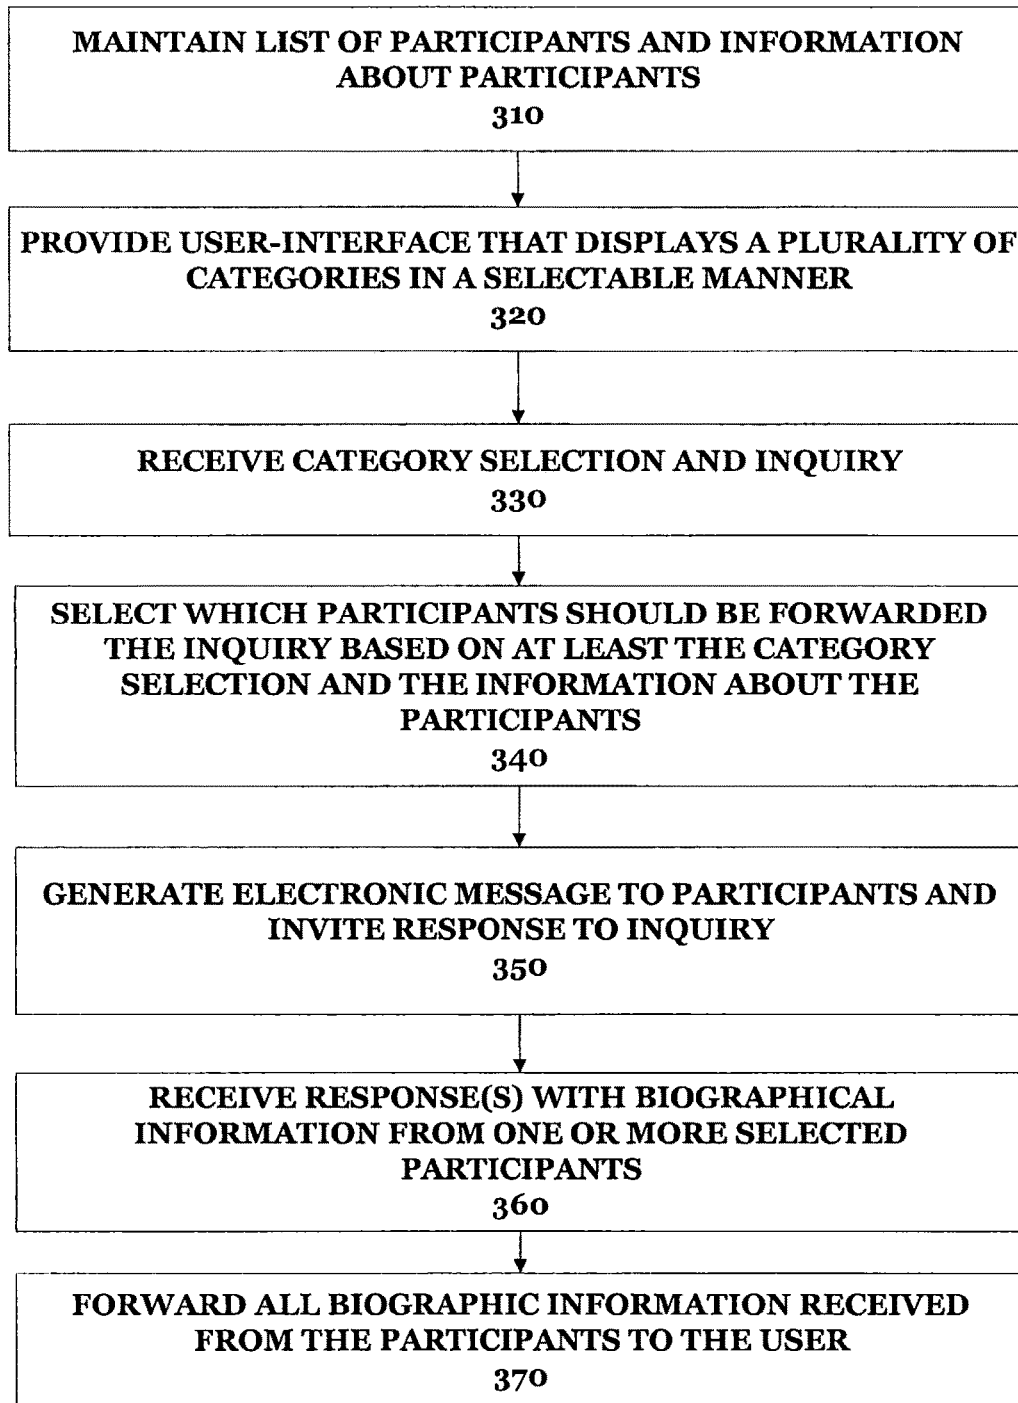 MAINTAIN LIST OF PARTICIPANTS AND INFORMATION
ABOUT PARTICIPANTS
310
PROVIDE USER-INTERFACE THAT DISPLAYS A PLURALITY OF
CATEGORIES IN A SELECTABLE MANNER
320
RECEIVE CATEGORY SELECTION AND INQUIRY
330
SELECT WHICH PARTICIPANTS SHOULD BE FORWARDED
THE INQUIRY BASED ON AT LEAST THE CATEGORY
SELECTION AND THE INFORMATION ABOUT THE
PARTICIPANTS
340
GENERATE ELECTRONIC MESSAGE TO PARTICIPANTS AND
INVITE RESPONSE TO INQUIRY
350
RECEIVE RESPONSE(S) WITH BIOGRAPHICAL
INFORMATION FROM ONE OR MORE SELECTED
PARTICIPANTS
360
FORWARD ALL BIOGRAPHIC INFORMATION RECEIVED
FROM THE PARTICIPANTS TO THE USER
370